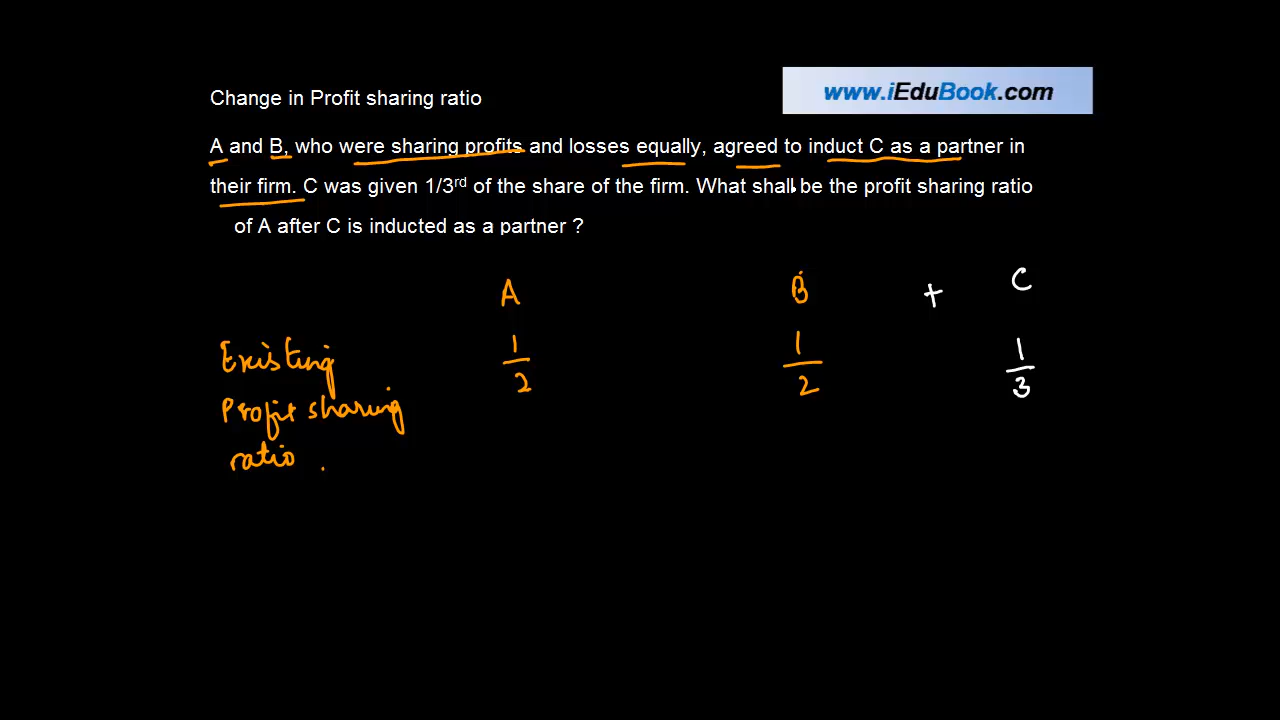 www.iEduBook.com
Change in Profit sharing ratio
A and B, who were sharing profits and losses equally, agreed to induct C as a partner in
their firm. C was given 1/3rd of the share of the firm. What shall be the profit sharing ratio
of A after C is inducted as a partner ?
A B + C
Existing 1/2 1/2 1/3
Profit sharing
ratio